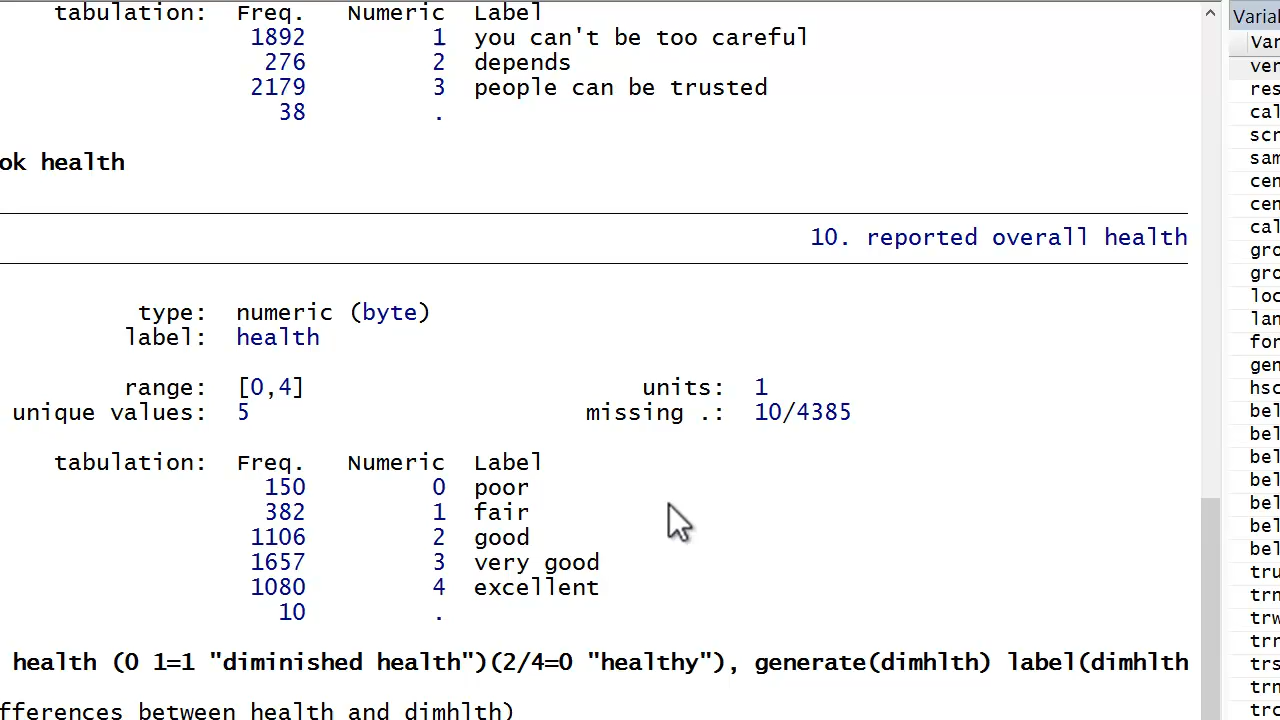 tabulation: Freq. Numeric Label
1892 1 you can't be too careful
276 2 depends
2179 3 people can be trusted
38 .
ok health
10. reported overall health
type: numeric (byte)
label: health
range: [0,4] units: 1
unique values: 5 missing .: 10/4385
tabulation: Freq. Numeric Label
150 0 poor
382 1 fair
1106 2 good
1657 3 very good
1080 4 excellent
10 .
health (0 1=1 "diminished health")(2/4=0 "healthy"), generate(dimhlth) label(dimhlth
fferences between health and dimhlth)
Varial
Var
ver
res
cal
scr
sam
cen
cen
cal
gro
gro
loc
lan
for
gen
hsc
bel
bel
bel
bel
bel
bel
bel
tru
trn
trw
trr
trs
trn
trc